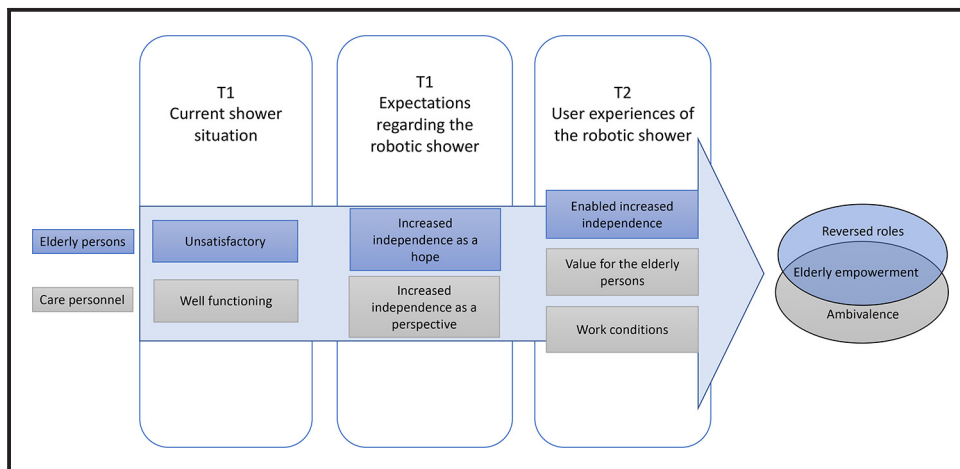 T1
Current shower
situation
T1
Expectations
regarding the
robotic shower
T2
User experiences of
the robotic shower
Elderly persons
Care personnel
Unsatisfactory
Well functioning
Increased
independence as a
hope
Increased
independence as a
perspective
Enabled increased
independence
Value for the elderly
persons
Work conditions
Reversed roles
Elderly empowerment
Ambivalence